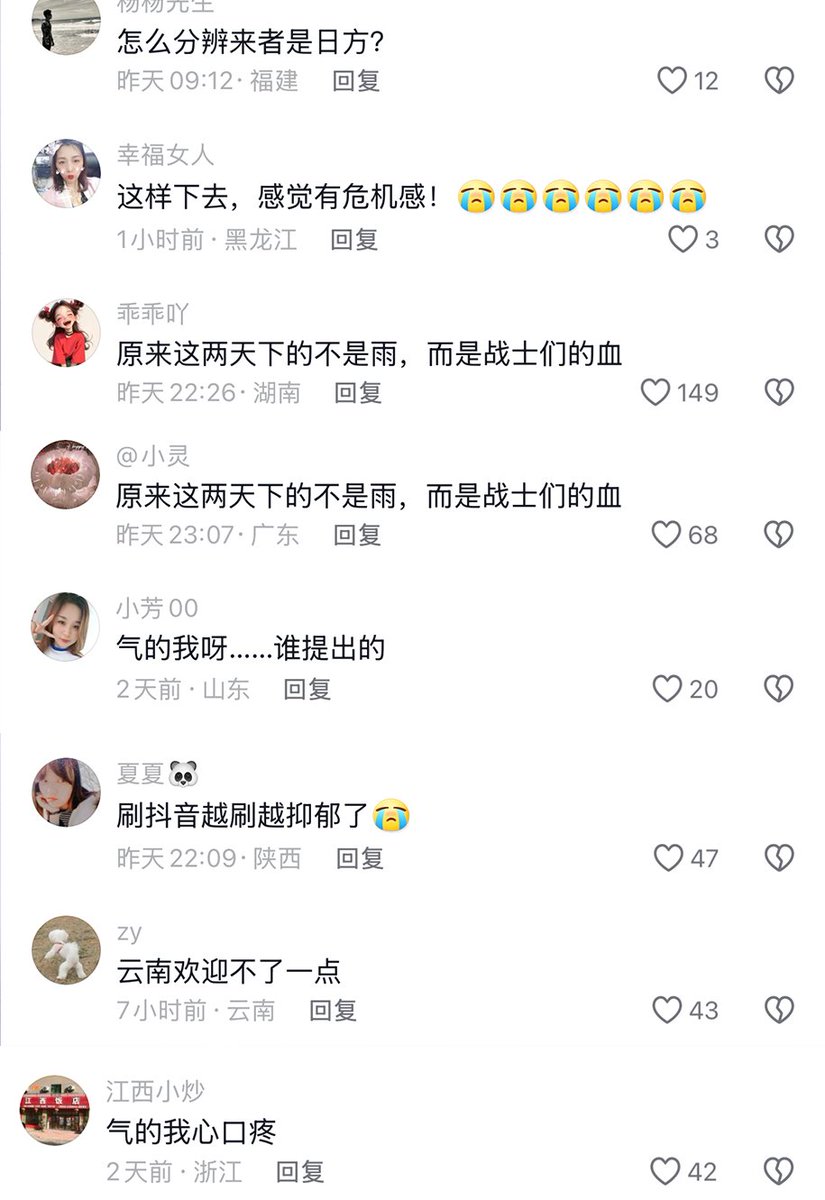 杨杨先生
怎么分辨来者是日方?
昨天 09:12 · 福建 回复 12
幸福女人
这样下去，感觉有危机感！😭😭😭😭😭😭
1小时前 · 黑龙江 回复 3
乖乖吖
原来这两天下的不是雨，而是战士们的血
昨天 22:26 · 湖南 回复 149
@小灵
原来这两天下的不是雨，而是战士们的血
昨天 23:07 · 广东 回复 68
小芳00
气的我呀......谁提出的
2天前 · 山东 回复 20
夏夏🐼
刷抖音越刷越抑郁了😭
昨天 22:09 · 陕西 回复 47
zy
云南欢迎不了一点
7小时前 · 云南 回复 43
江西小炒
江西饭店
气的我心口疼
2天前 · 浙江 回复 42